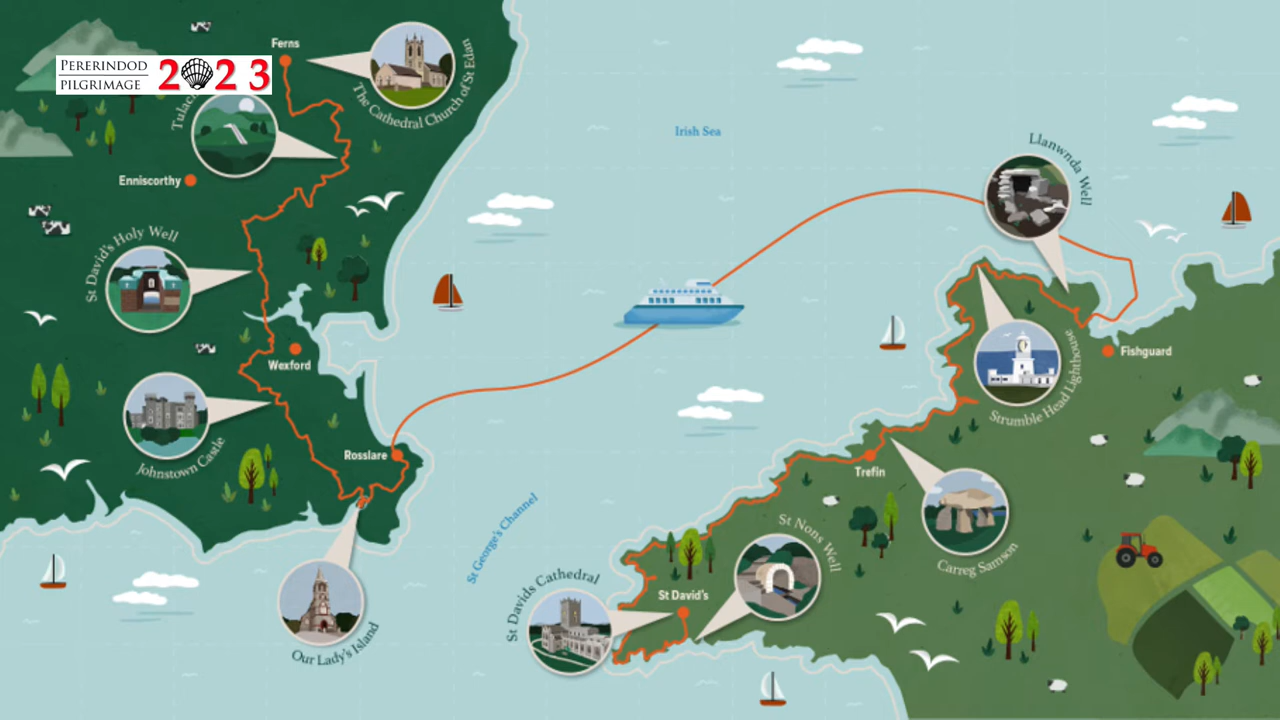 PERERINDOD
PILGRIMAGE
2023
Ferns
The Cathedral Church of St Edan
Enniscorthy
St David's Holy Well
Wexford
Johnstown Castle
Rosslare
Our Lady's Island
Irish Sea
St George's Channel
Llanwnda Well
Fishguard
Strumble Head Lighthouse
Trefin
Carreg Samson
St Nons Well
St David's
St Davids Cathedral